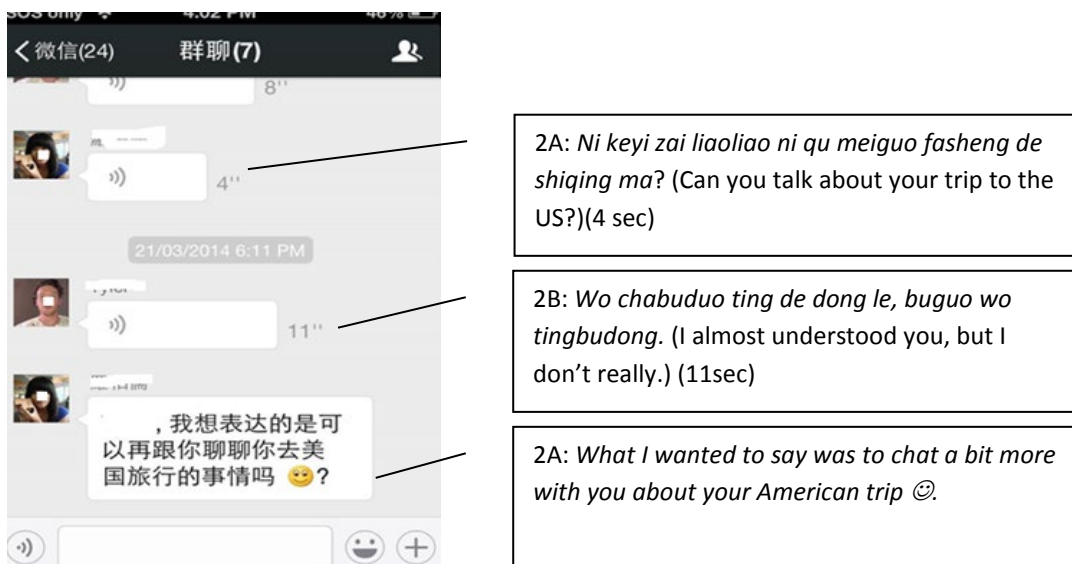 SOS only 4:02 PM 46%
微信(24) 群聊(7)
8''
4''
21/03/2014 6:11 PM
11''
,我想表达的是可
以再跟你聊聊你去美
国旅行的事情吗 😊?
2A: Ni keyi zai liaoliao ni qu meiguo fasheng de
shiqing ma? (Can you talk about your trip to the
US?)(4 sec)
2B: Wo chabuduo ting de dong le, buguo wo
tingbudong. (I almost understood you, but I
don’t really.) (11sec)
2A: What I wanted to say was to chat a bit more
with you about your American trip ☺.